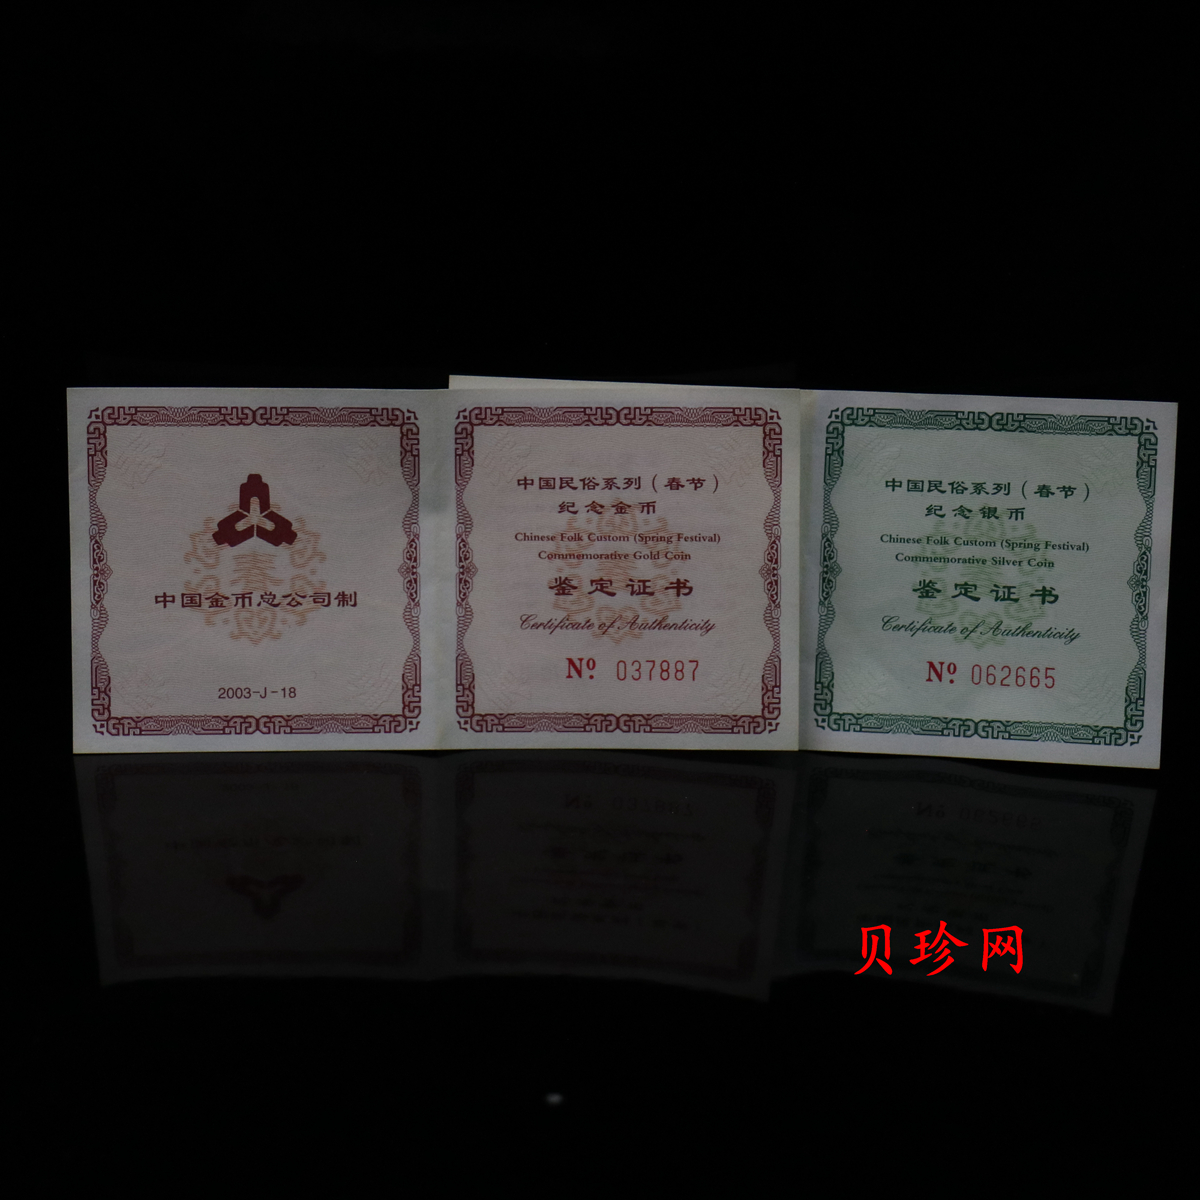 中国金币总公司制
2003-J-18
中国民俗系列（春节）
纪念金币
Chinese Folk Custom (Spring Festival)
Commemorative Gold Coin
鉴定证书
Certificate of Authenticity
Nº 037887
中国民俗系列（春节）
纪念银币
Chinese Folk Custom (Spring Festival)
Commemorative Silver Coin
鉴定证书
Certificate of Authenticity
Nº 062665
贝珍网